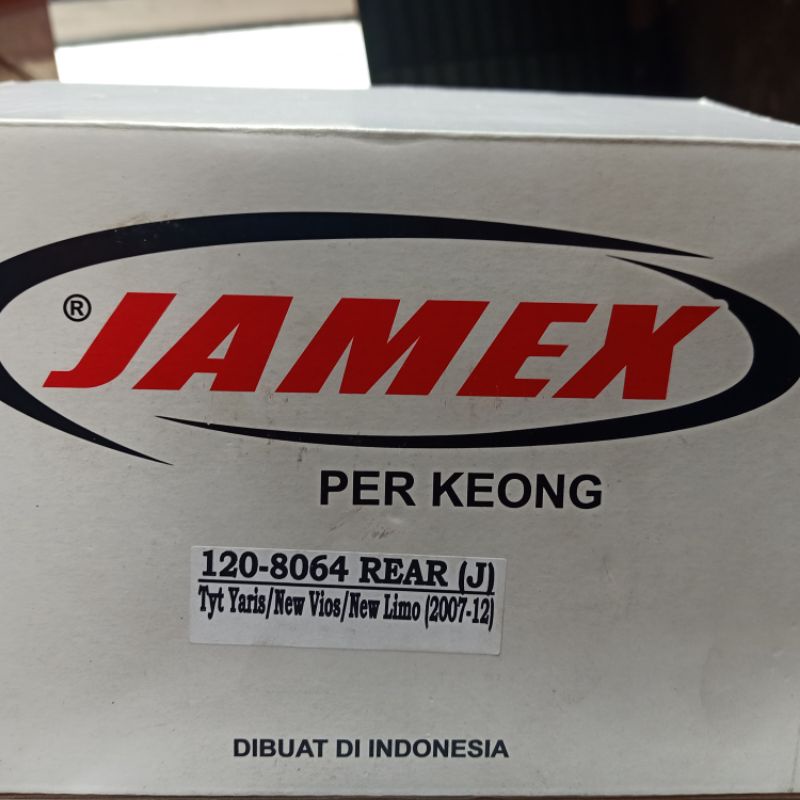 ® JAMEX
PER KEONG
120-8064 REAR (J)
Tyt Yaris/New Vios/New Limo (2007-12)
DIBUAT DI INDONESIA